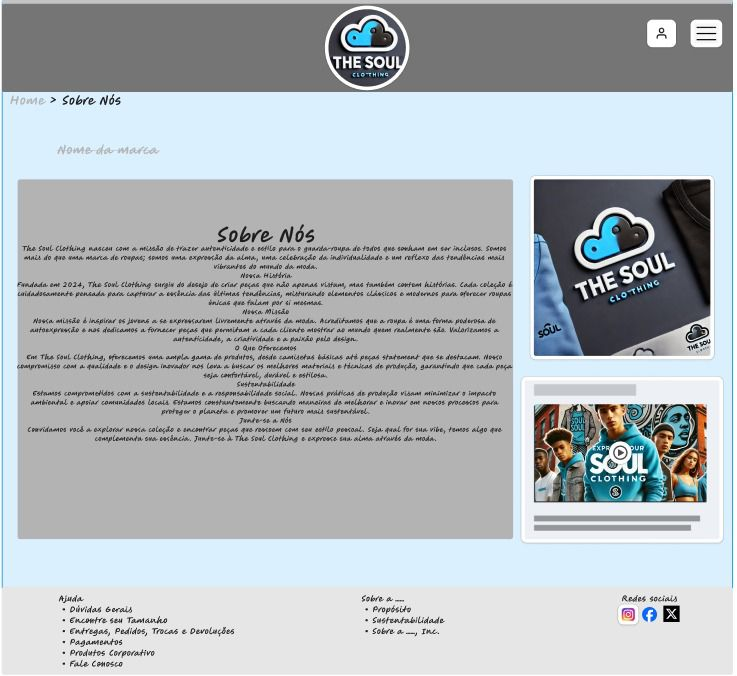 THE SOUL
CLOTHING
Home > Sobre Nós
Nome da marca
Sobre Nós
The Soul Clothing nasceu com a missão de trazer autenticidade e estilo para o guarda-roupa de todos que sonham em ser inclusos. Somos
mais do que uma marca de roupas; somos uma expressão da alma, uma celebração da individualidade e um reflexo das tendências mais
vibrantes do mundo da moda.
Nossa História
Fundada em 2024, The Soul Clothing surgiu do desejo de criar peças que não apenas vistam, mas também contem histórias. Cada coleção é
cuidadosamente pensada para capturar a essência das últimas tendências, misturando elementos clássicos e modernos para oferecer roupas
únicas que falam por si mesmas.
Nossa Missão
Nossa missão é inspirar os jovens a se expressarem livremente através da moda. Acreditamos que a roupa é uma forma poderosa de
autoexpressão e nos dedicamos a fornecer peças que permitam a cada cliente mostrar ao mundo quem realmente são. Valorizamos a
autenticidade, a criatividade e a paixão pelo design.
O Que Oferecemos
Em The Soul Clothing, oferecemos uma ampla gama de produtos, desde camisetas básicas até peças statement que se destacam. Nosso
compromisso com a qualidade e o design inovador nos leva a buscar os melhores materiais e técnicas de produção, garantindo que cada peça
seja confortável, durável e estilosa.
Sustentabilidade
Estamos comprometidos com a sustentabilidade e a responsabilidade social. Nossas práticas de produção visam minimizar o impacto
ambiental e apoiar comunidades locais. Estamos constantemente buscando maneiras de melhorar e inovar em nossos processos para
proteger o planeta e promover um futuro mais sustentável.
Junte-se a Nós
Convidamos você a explorar nossa coleção e encontrar peças que ressoem com seu estilo pessoal. Seja qual for sua vibe, temos algo que
complementa sua essência. Junte-se à The Soul Clothing e expresse sua alma através da moda.
THE SOUL
CLOTHING
SOUL
THE SOUL
SOUL
CLOTHING
Ajuda
• Dúvidas Gerais
• Encontre seu Tamanho
• Entregas, Pedidos, Trocas e Devoluções
• Pagamentos
• Produtos Corporativo
• Fale Conosco
Sobre a .....
• Propósito
• Sustentabilidade
• Sobre a ....., Inc.
Redes sociais